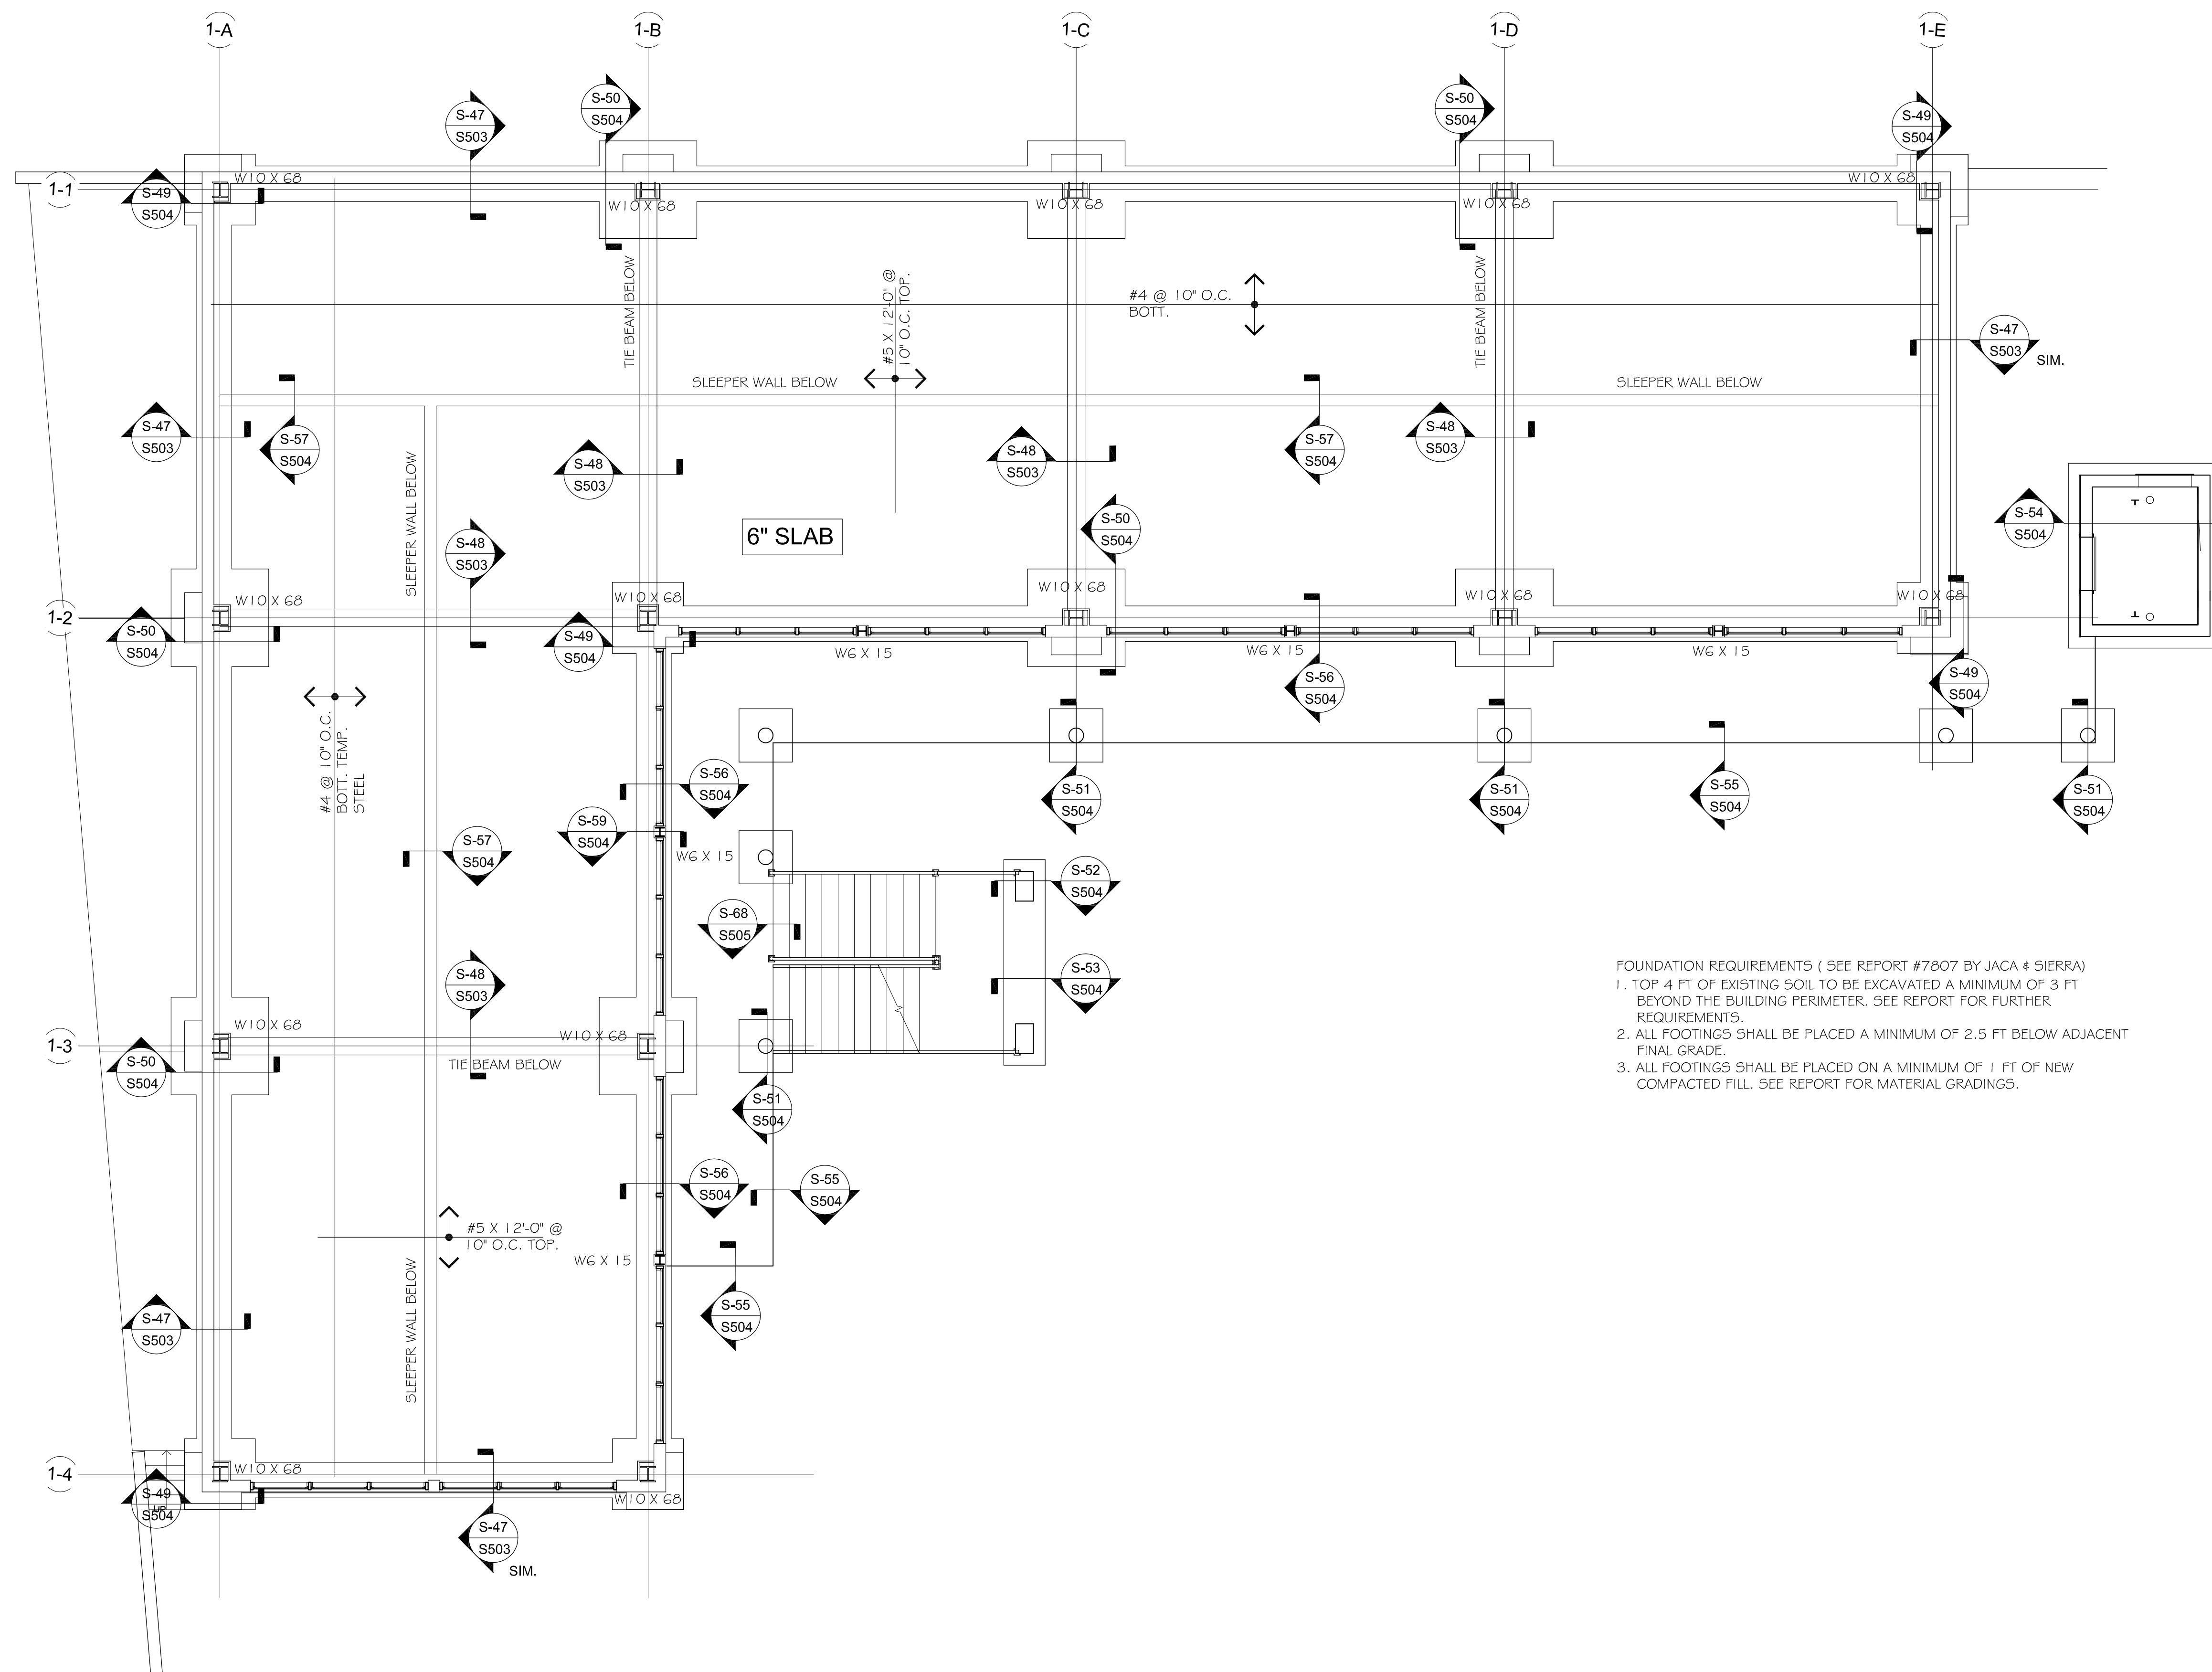 1-A
1-B
1-C
1-D
1-E
S-47
S503
S-50
S504
S-50
S504
S-49
S504
1-1
S-49
S504
W10 X 68
W10 X 68
W10 X 68
W10 X 68
W10 X 68
TIE BEAM BELOW
#5 X 12'-0" @
10" O.C. TOP.
#4 @ 10" O.C.
BOTT.
TIE BEAM BELOW
S-47
S503
SIM.
SLEEPER WALL BELOW
SLEEPER WALL BELOW
S-47
S503
S-57
S504
S-48
S503
S-48
S503
S-57
S504
S-48
S503
SLEEPER WALL BELOW
S-48
S503
6" SLAB
S-50
S504
S-54
S504
1-2
W10 X 68
W10 X 68
W10 X 68
W10 X 68
W10 X 68
S-50
S504
S-49
S504
W6 X 15
W6 X 15
W6 X 15
S-56
S504
S-49
S504
#4 @ 10" O.C.
BOTT. TEMP.
STEEL
S-56
S504
S-59
S504
W6 X 15
S-51
S504
S-51
S504
S-55
S504
S-51
S504
S-57
S504
S-52
S504
S-68
S505
S-53
S504
S-48
S503
FOUNDATION REQUIREMENTS ( SEE REPORT #7807 BY JACA & SIERRA)
1. TOP 4 FT OF EXISTING SOIL TO BE EXCAVATED A MINIMUM OF 3 FT
BEYOND THE BUILDING PERIMETER. SEE REPORT FOR FURTHER
REQUIREMENTS.
2. ALL FOOTINGS SHALL BE PLACED A MINIMUM OF 2.5 FT BELOW ADJACENT
FINAL GRADE.
3. ALL FOOTINGS SHALL BE PLACED ON A MINIMUM OF 1 FT OF NEW
COMPACTED FILL. SEE REPORT FOR MATERIAL GRADINGS.
1-3
W10 X 68
W10 X 68
TIE BEAM BELOW
S-50
S504
S-51
S504
S-56
S504
S-55
S504
#5 X 12'-0" @
10" O.C. TOP.
W6 X 15
SLEEPER WALL BELOW
S-47
S503
S-55
S504
1-4
W10 X 68
W10 X 68
S-49
UP
S504
S-47
S503
SIM.